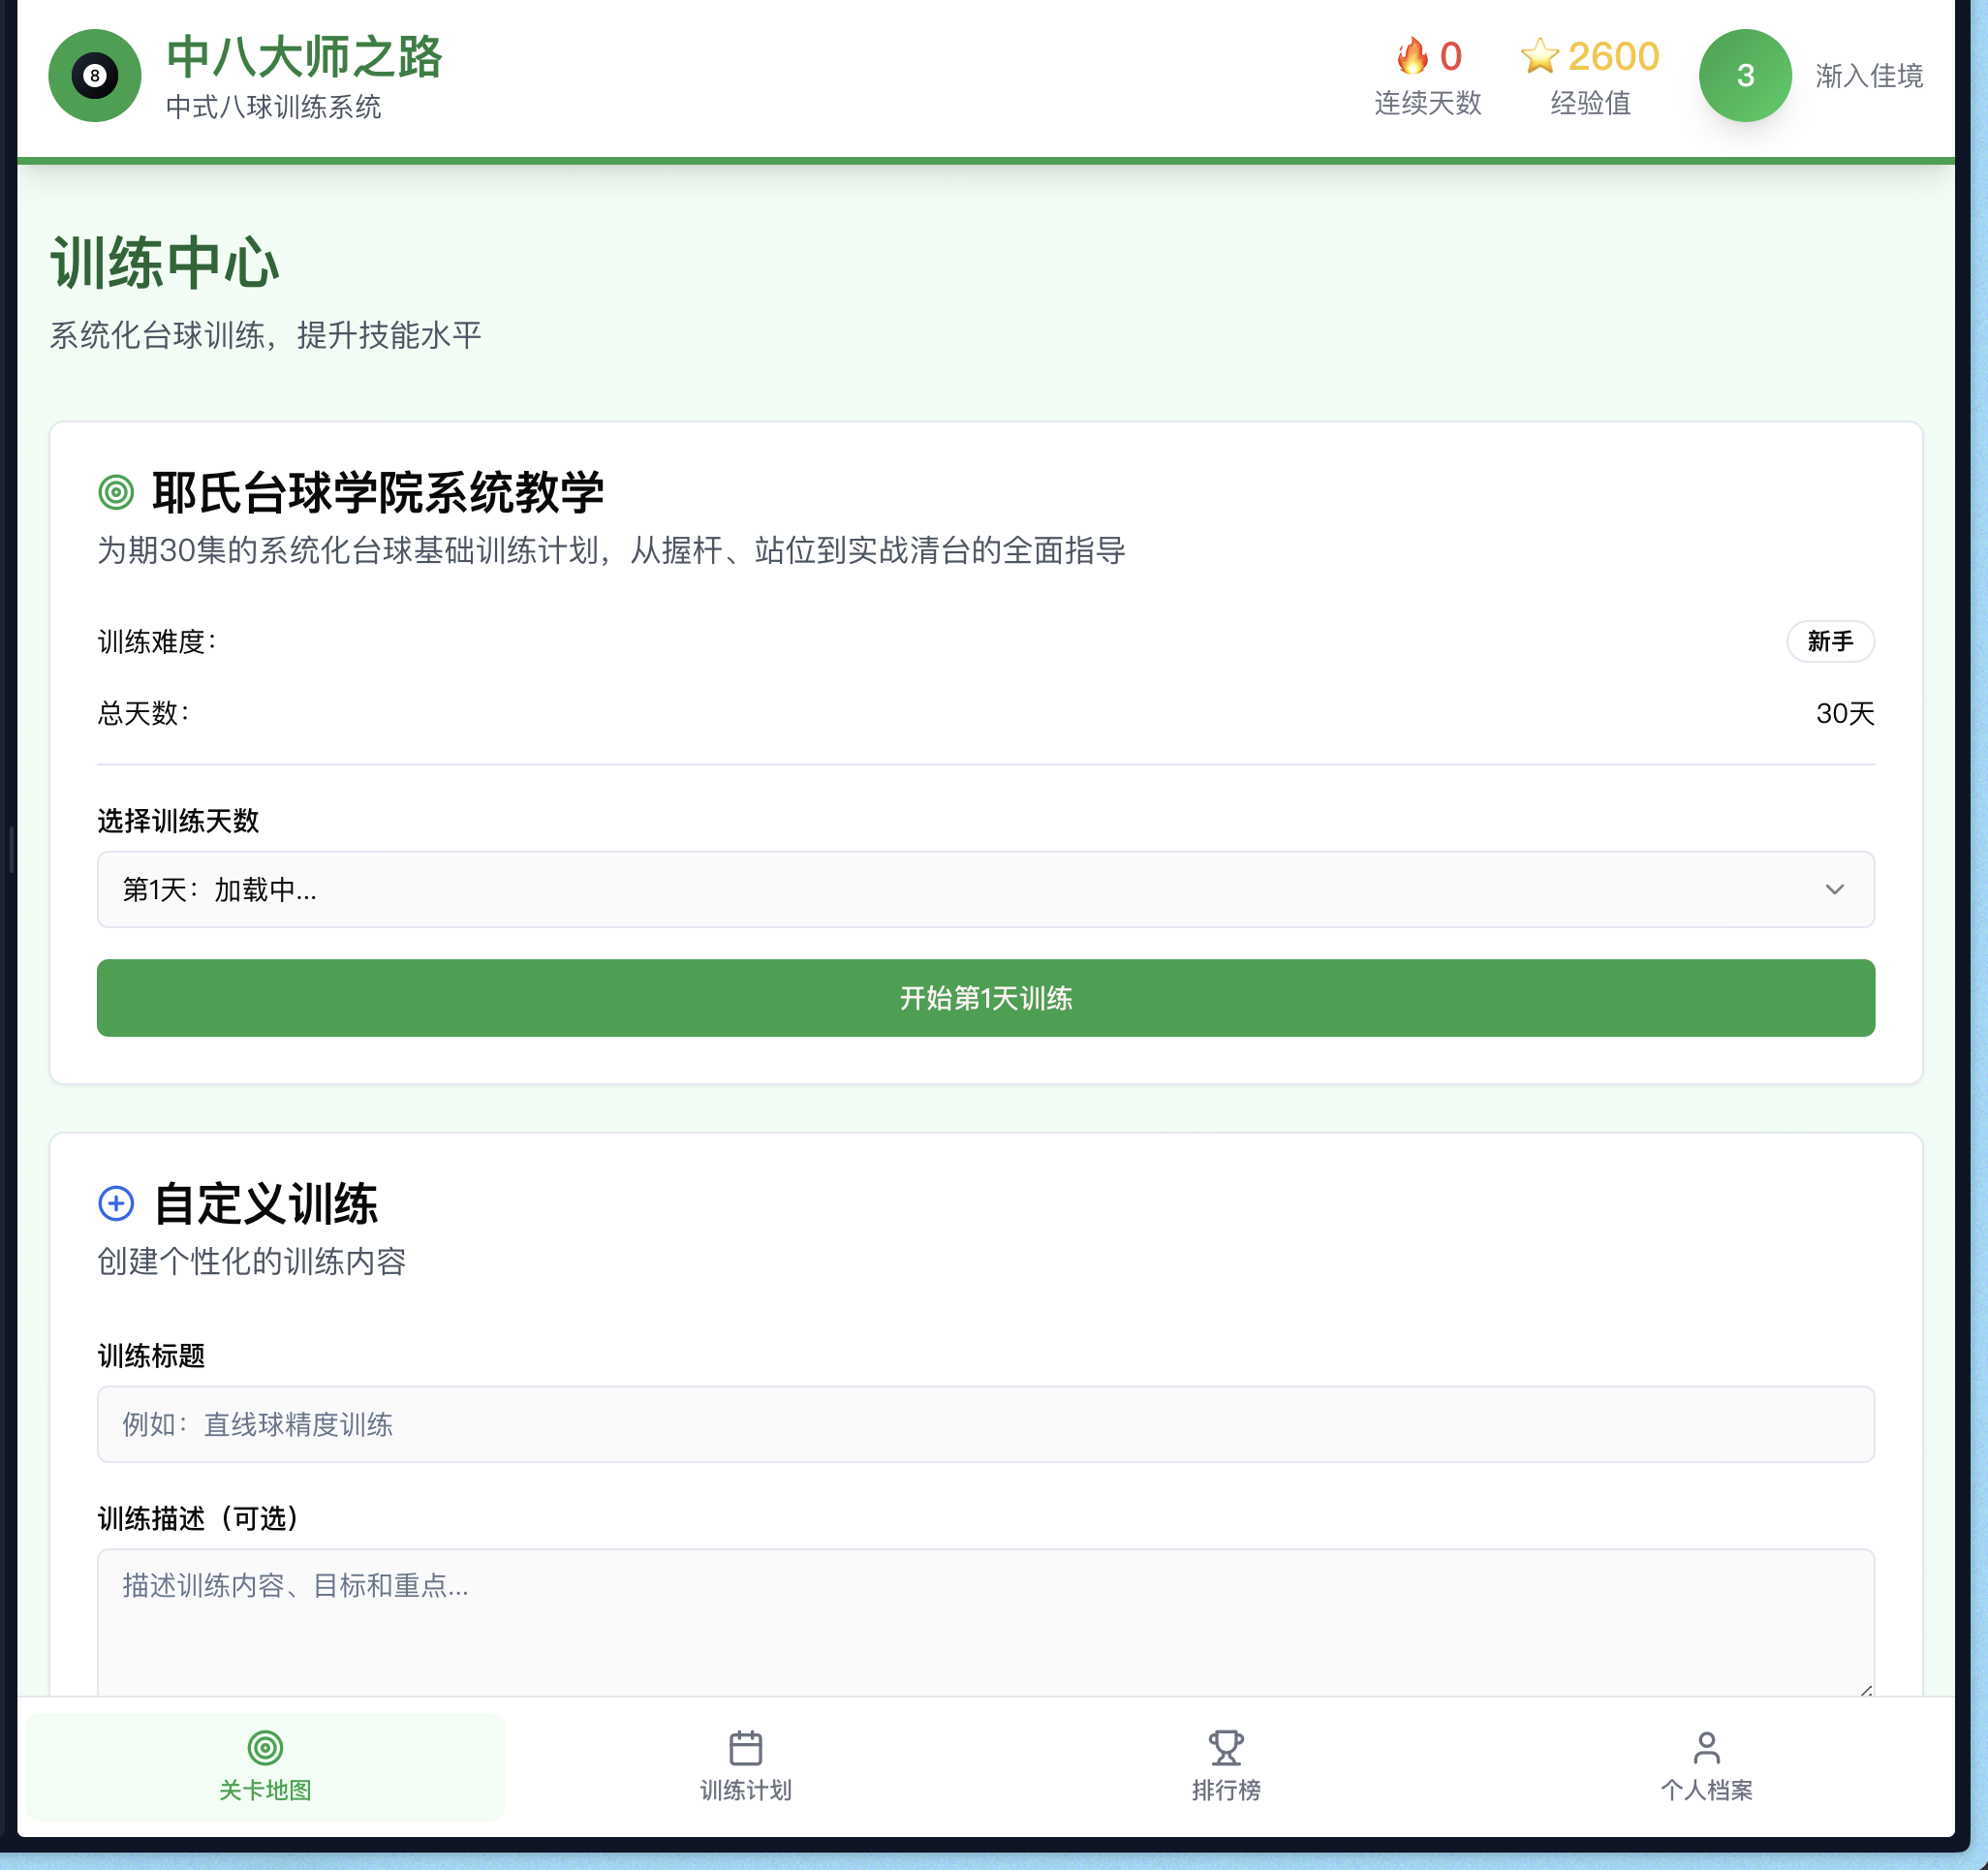 中八大师之路
中式八球训练系统
8
🔥 0
连续天数
⭐ 2600
经验值
3
渐入佳境
训练中心
系统化台球训练，提升技能水平
耶氏台球学院系统教学
为期30集的系统化台球基础训练计划，从握杆、站位到实战清台的全面指导
训练难度：
新手
总天数：
30天
选择训练天数
第1天：加载中...
开始第1天训练
自定义训练
创建个性化的训练内容
训练标题
例如：直线球精度训练
训练描述（可选）
描述训练内容、目标和重点...
关卡地图
训练计划
排行榜
个人档案